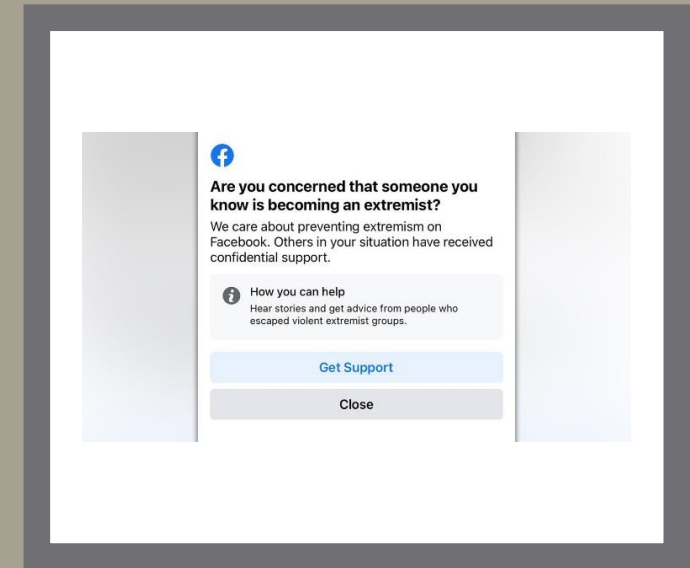 Are you concerned that someone you
know is becoming an extremist?
We care about preventing extremism on
Facebook. Others in your situation have received
confidential support.
How you can help
Hear stories and get advice from people who
escaped violent extremist groups.
Get Support
Close